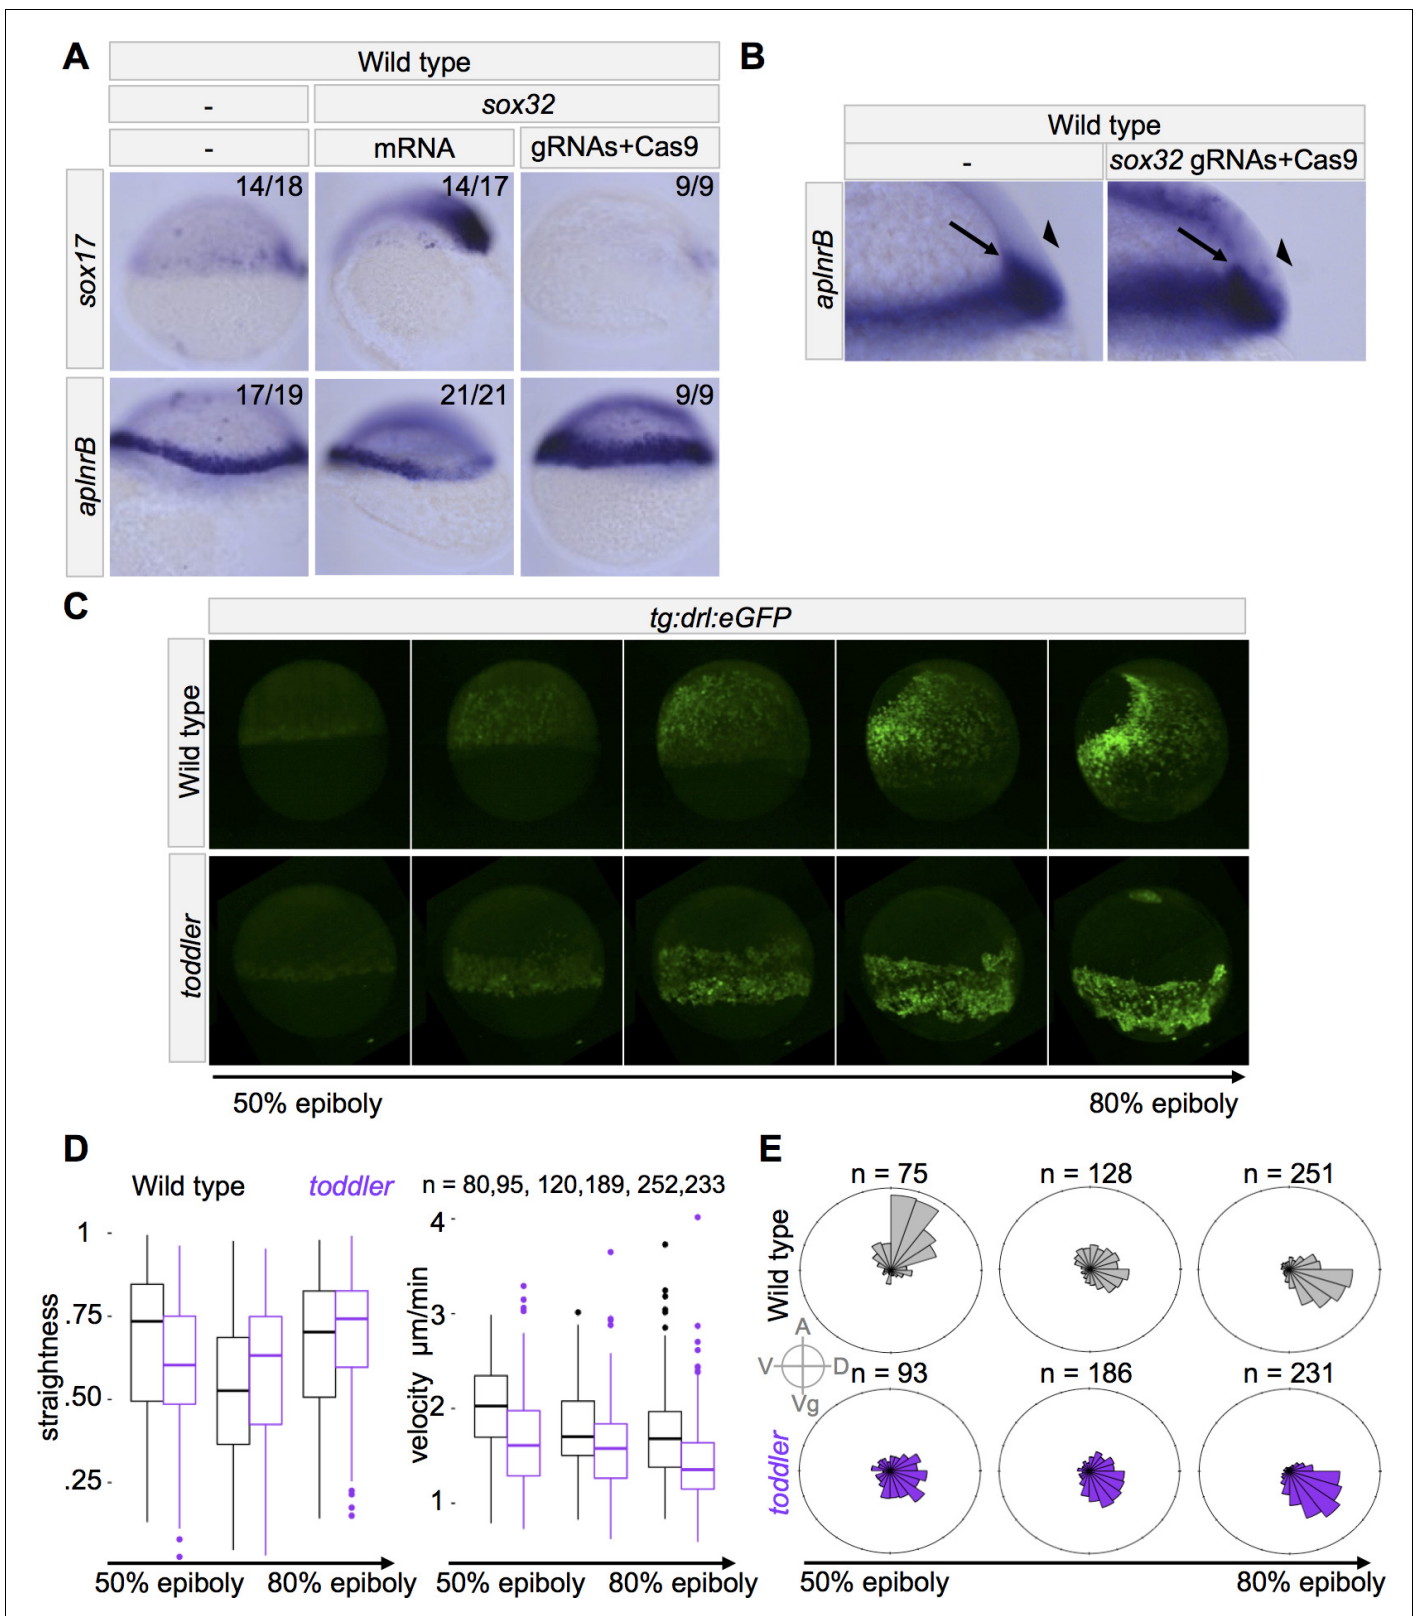 A
Wild type
-
sox32
-
mRNA
gRNAs+Cas9
sox17
14/18
14/17
9/9
aplnrB
17/19
21/21
9/9
B
Wild type
-
sox32 gRNAs+Cas9
aplnrB
C
tg:drl:eGFP
Wild type
toddler
50% epiboly
80% epiboly
D
Wild type
toddler
n = 80,95, 120,189, 252,233
straightness
1
.75
.50
.25
50% epiboly
80% epiboly
velocity µm/min
4
3
2
1
50% epiboly
80% epiboly
E
Wild type
n = 75
n = 128
n = 251
A
V
D
Vg
toddler
n = 93
n = 186
n = 231
50% epiboly
80% epiboly